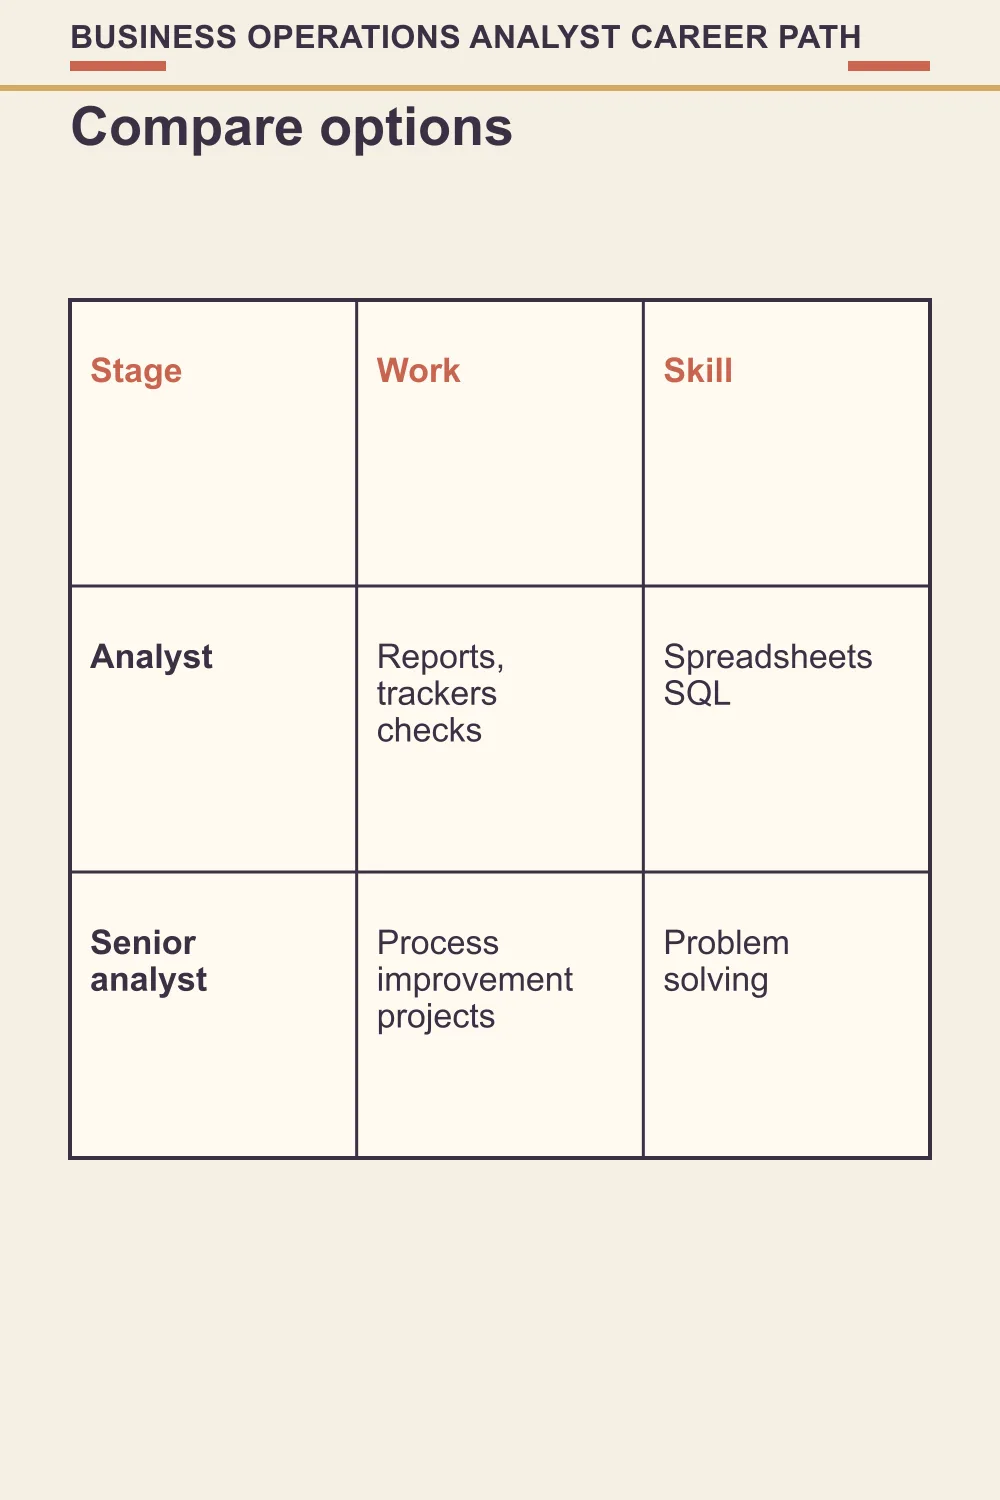 BUSINESS OPERATIONS ANALYST CAREER PATH
Compare options
Stage
Work
Skill
Analyst
Reports,
trackers
checks
Spreadsheets
SQL
Senior
analyst
Process
improvement
projects
Problem
solving